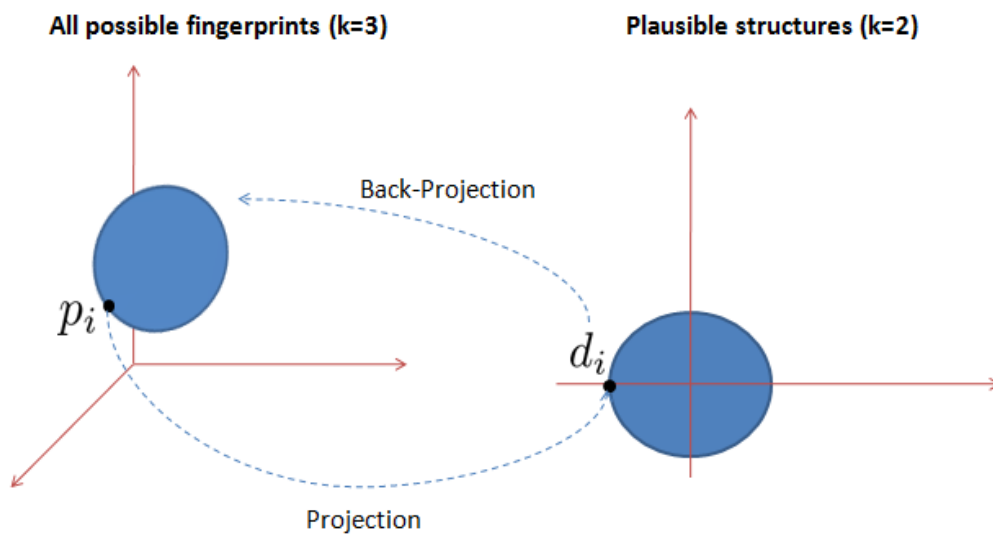 All possible fingerprints (k=3)
Plausible structures (k=2)
Back-Projection
p_i
d_i
Projection